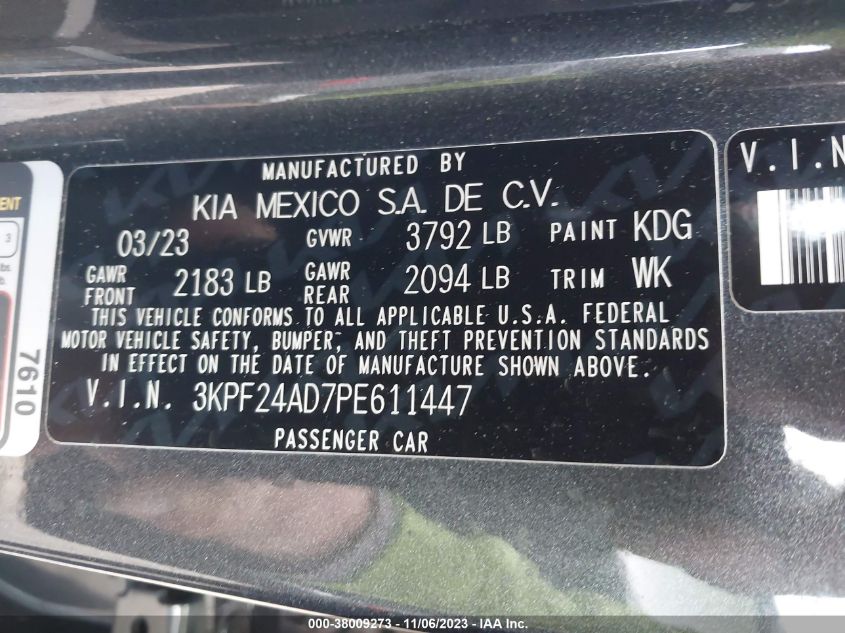 MANUFACTURED BY
KIA MEXICO S.A. DE C.V.
03/23 GVWR 3792 LB PAINT KDG
GAWR FRONT 2183 LB GAWR REAR 2094 LB TRIM WK
THIS VEHICLE CONFORMS TO ALL APPLICABLE U.S.A. FEDERAL
MOTOR VEHICLE SAFETY, BUMPER, AND THEFT PREVENTION STANDARDS
IN EFFECT ON THE DATE OF MANUFACTURE SHOWN ABOVE.
V.I.N. 3KPF24AD7PE611447
PASSENGER CAR
V.I.N
7610
3
000-38009273 - 11/06/2023 - IAA Inc.